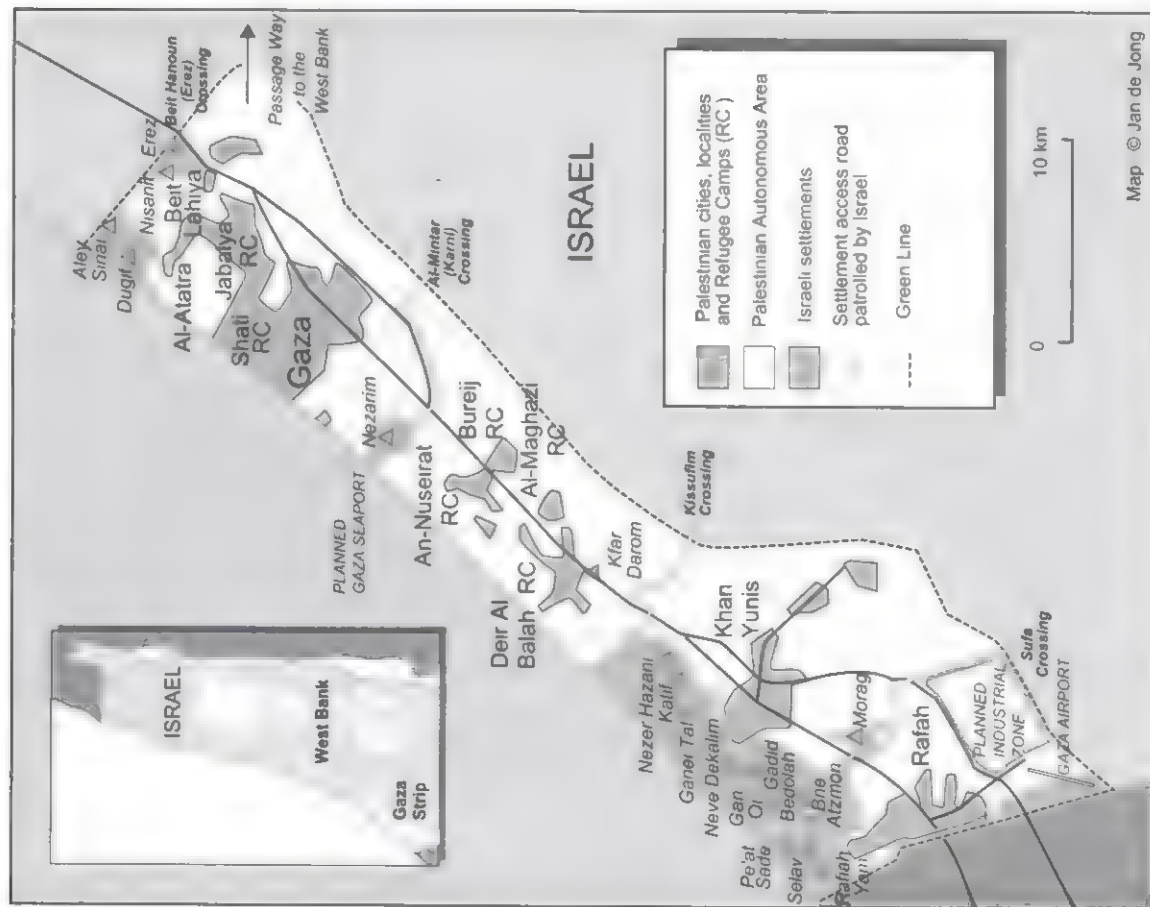 Aley
Sinai
Dugit
Nisanit
Erez
Beit Hanoun
(Erez)
Crossing
Passage Way
to the
West Bank
Al-Atatra
Beit
Lahiya
Jabalya
RC
Shati
RC
Gaza
Al-Mintar
(Karni)
Crossing
Nezarim
PLANNED
GAZA SEAPORT
An-Nuseirat
RC
Bureij
RC
Al-Maghazi
RC
Deir Al
Balah
RC
Kfar
Darom
Kissufim
Crossing
ISRAEL
Khan
Yunis
Nezer Hazani
Katif
Ganei Tal
Neve Dekalim
Gan
Or
Gadid
Bedolah
Bne
Atzmon
Pe'at
Sade
Selav
Rafiah
Yam
Morag
Rafah
PLANNED
INDUSTRIAL
ZONE
Sufa
Crossing
GAZA AIRPORT
ISRAEL
West Bank
Gaza
Strip
Palestinian cities, localities
and Refugee Camps (RC )
Palestinian Autonomous Area
Israeli settlements
Settlement access road
patrolled by Israel
Green Line
0
10 km
Map © Jan de Jong